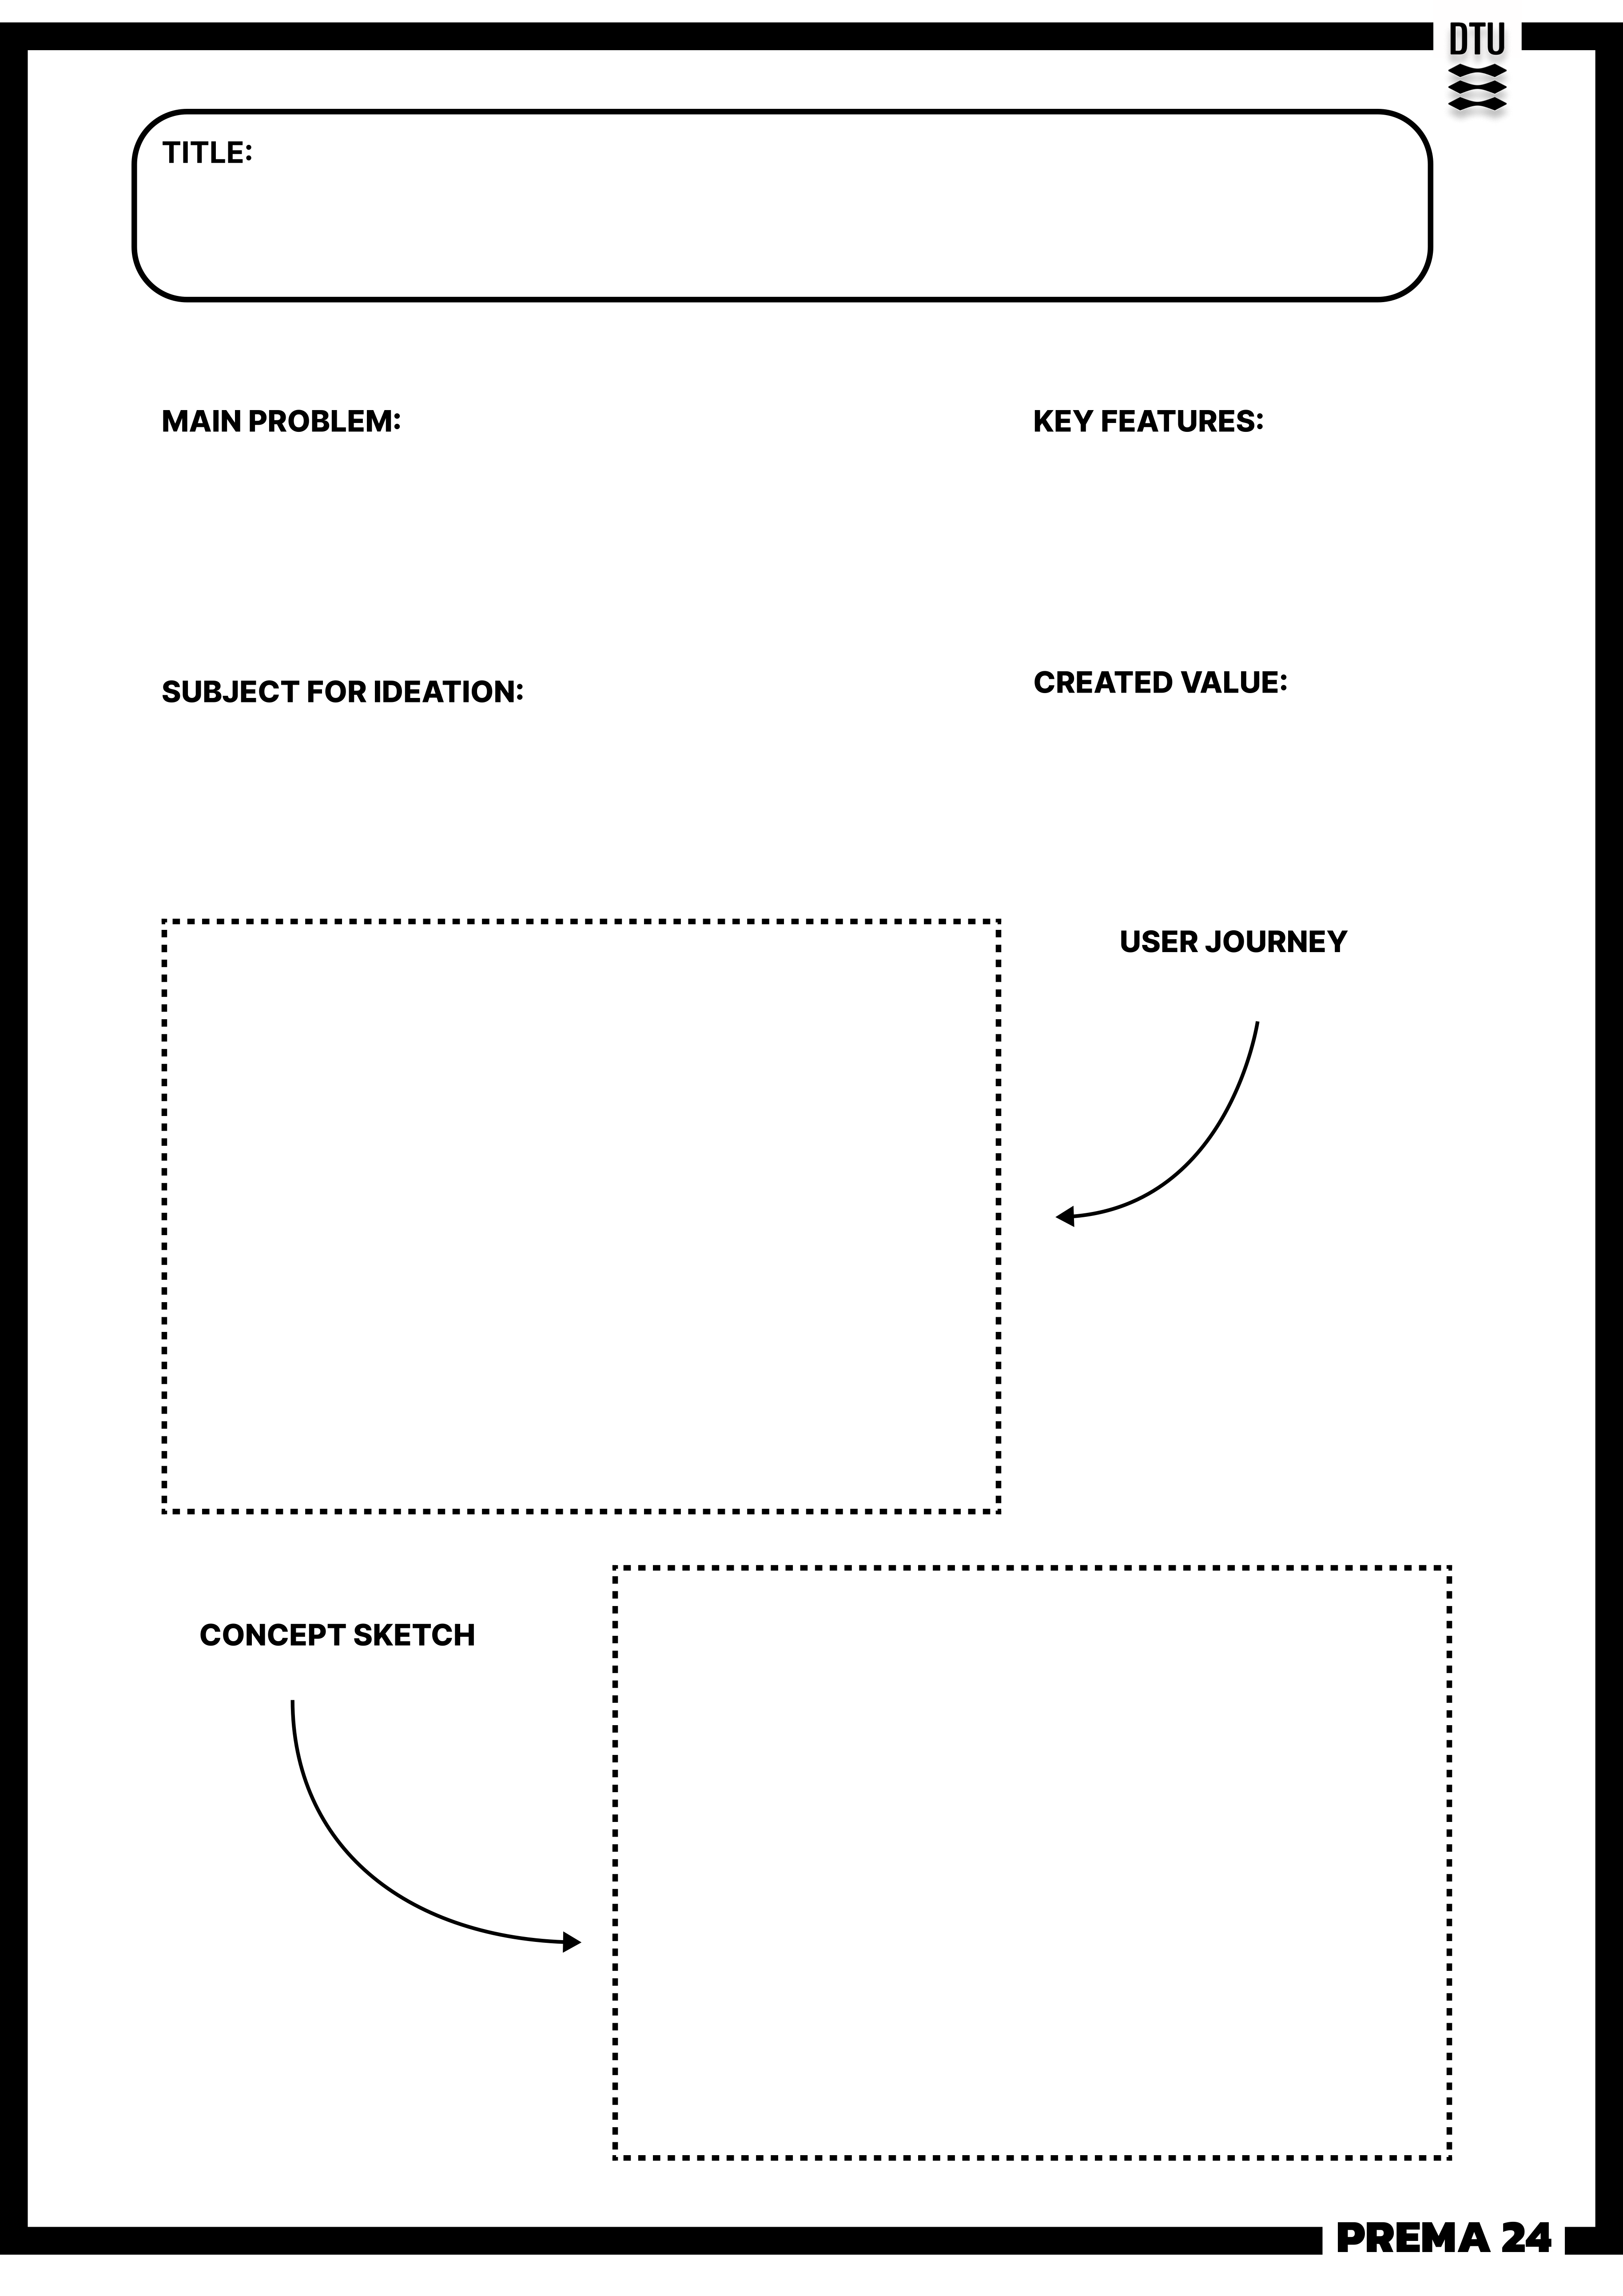 DTU
TITLE:
MAIN PROBLEM:
KEY FEATURES:
SUBJECT FOR IDEATION:
CREATED VALUE:
USER JOURNEY
CONCEPT SKETCH
PREMA 24